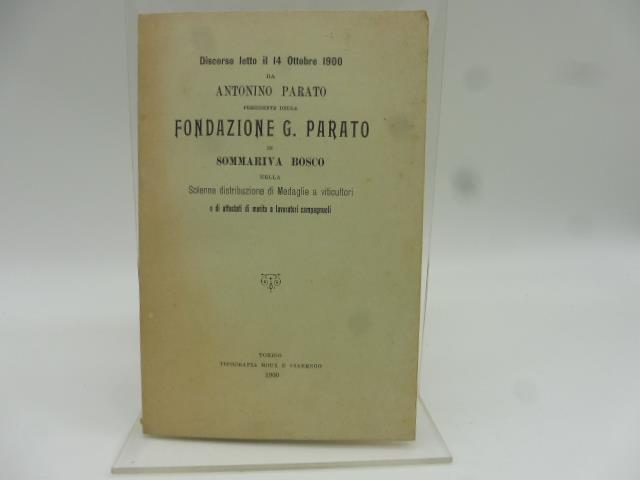 Discorso letto il 14 Ottobre 1900
DA
ANTONINO PARATO
PRESIDENTE DELLA
FONDAZIONE G. PARATO
DI
SOMMARIVA BOSCO
NELLA
Solenne distribuzione di Medaglie a viticultori
e di attestati di merito a lavoratori campagnuoli
TORINO
TIPOGRAFIA ROUX E VIARENGO
1900